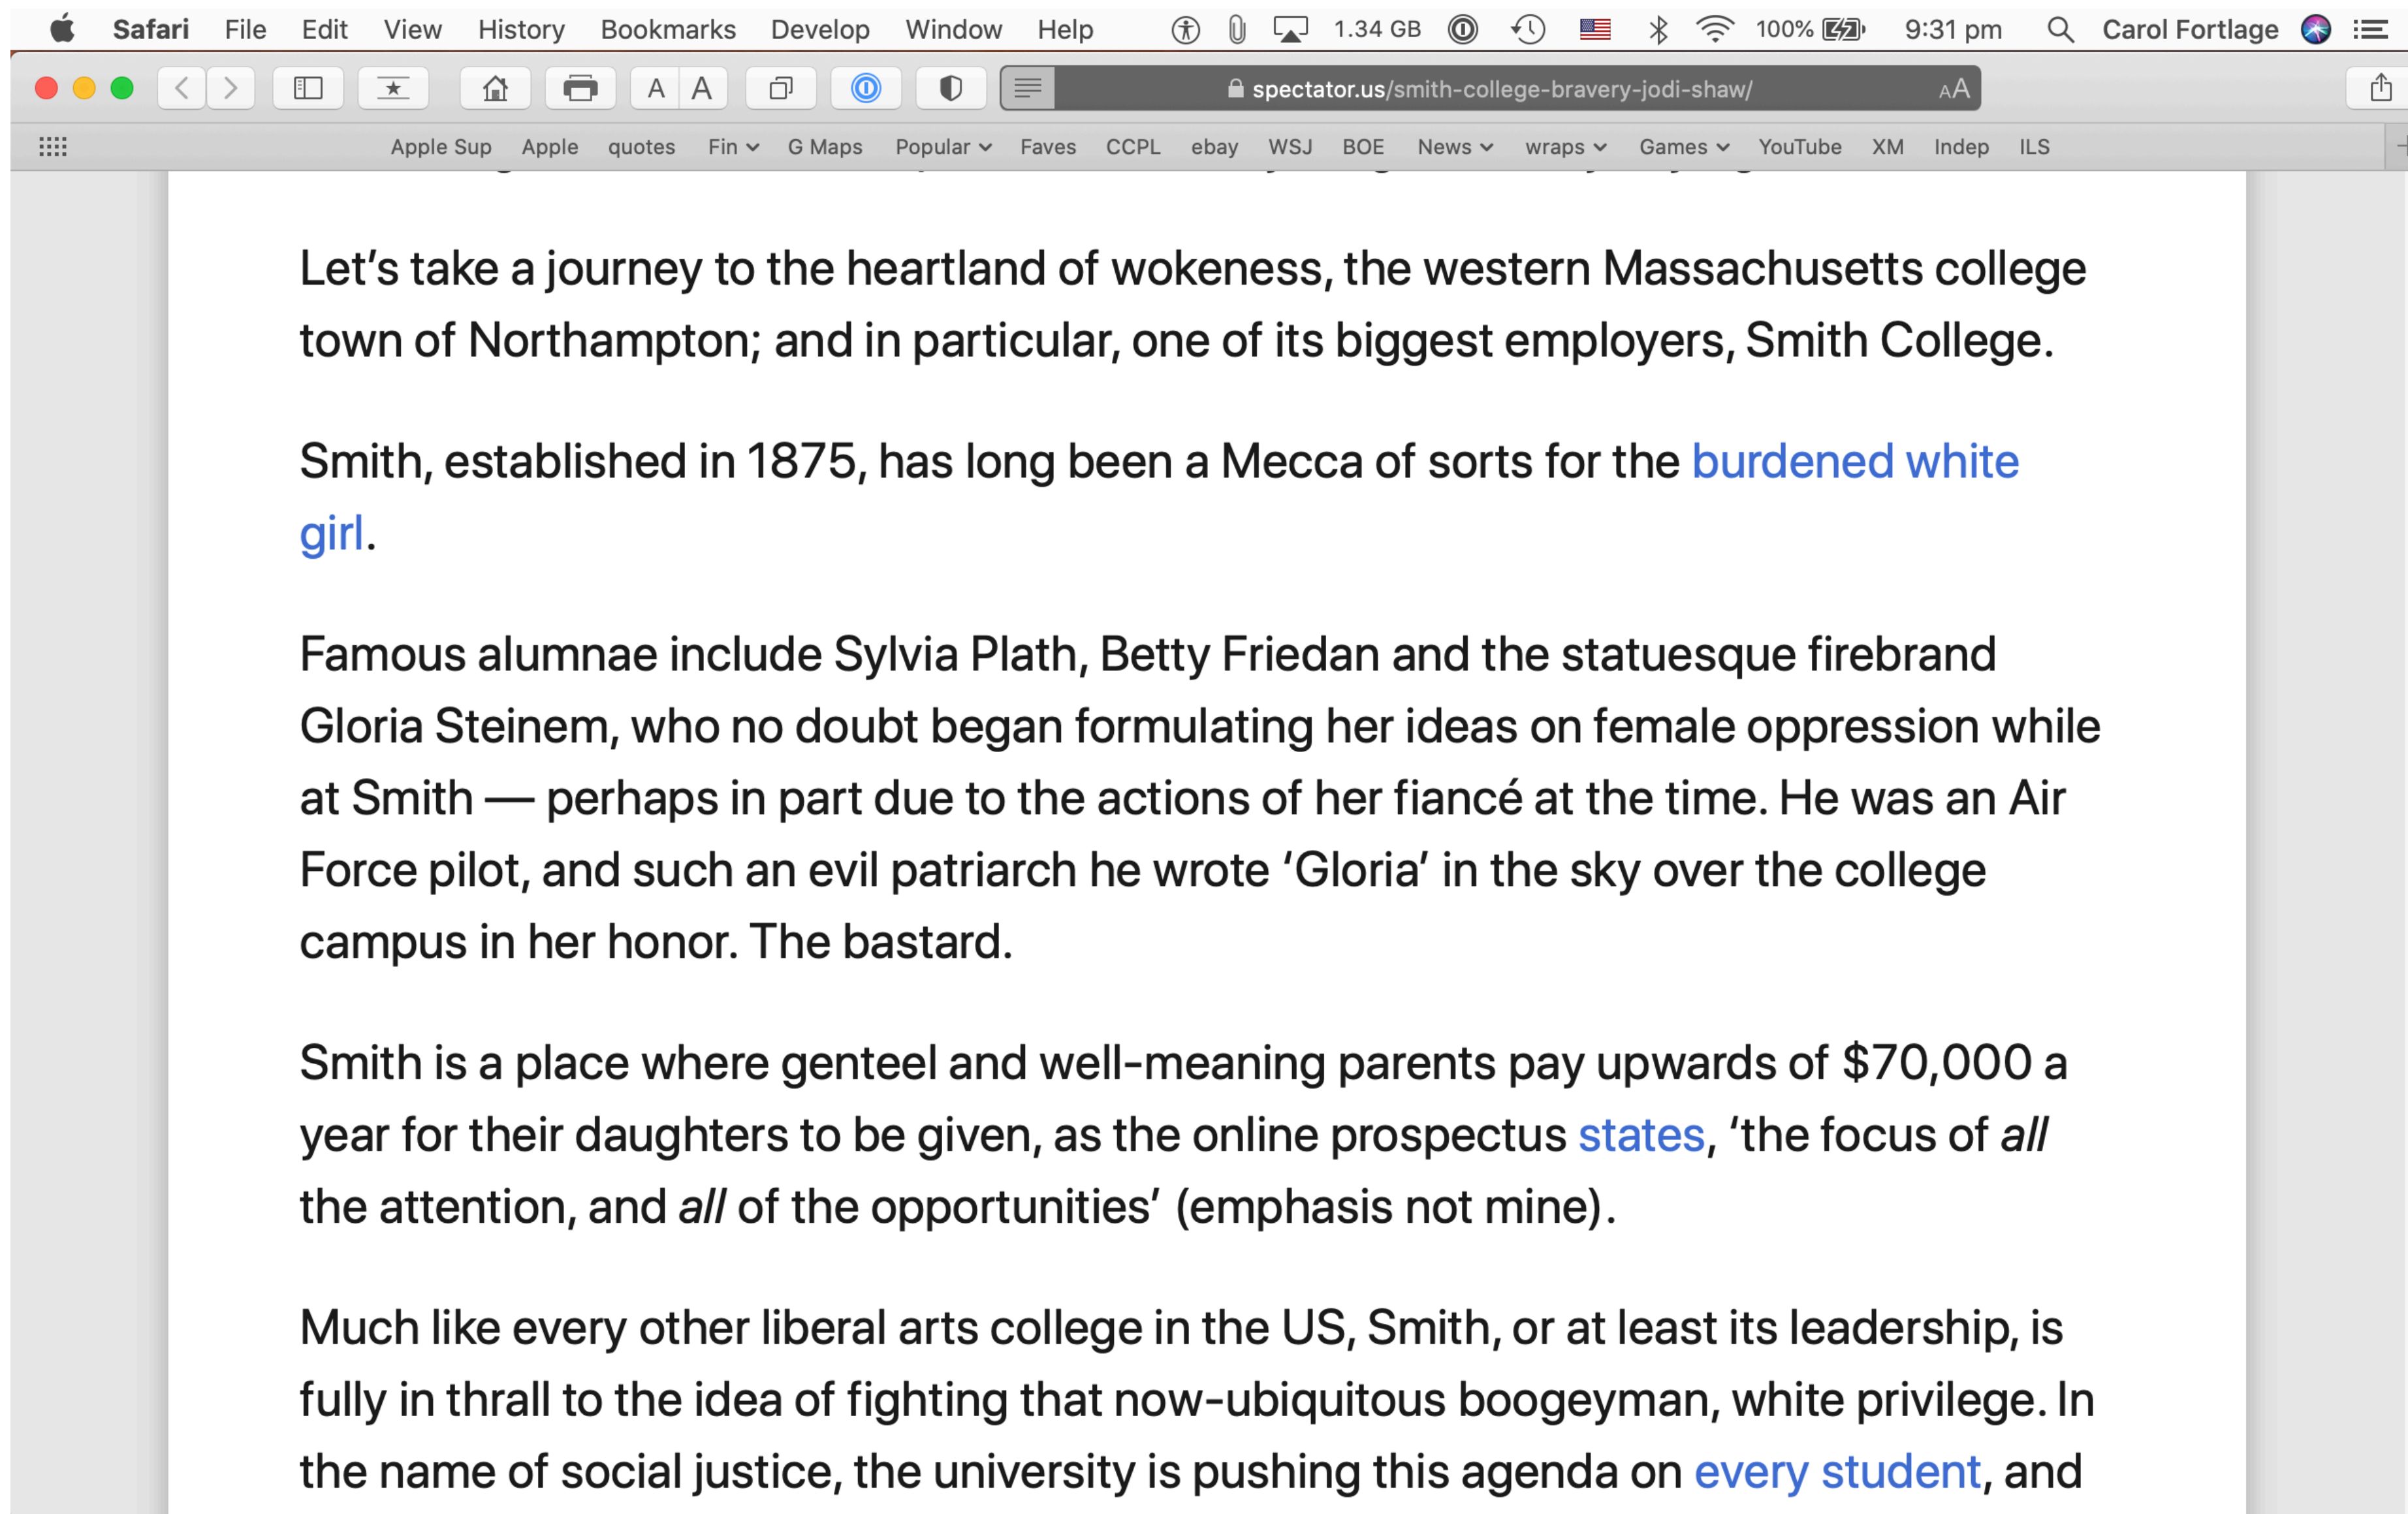 Safari File Edit View History Bookmarks Develop Window Help 1.34 GB 100% 9:31 pm Carol Fortlage
A A spectator.us/smith-college-bravery-jodi-shaw/ AA
Apple Sup Apple quotes Fin G Maps Popular Faves CCPL ebay WSJ BOE News wraps Games YouTube XM Indep ILS
Let’s take a journey to the heartland of wokeness, the western Massachusetts college
town of Northampton; and in particular, one of its biggest employers, Smith College.
Smith, established in 1875, has long been a Mecca of sorts for the burdened white
girl.
Famous alumnae include Sylvia Plath, Betty Friedan and the statuesque firebrand
Gloria Steinem, who no doubt began formulating her ideas on female oppression while
at Smith — perhaps in part due to the actions of her fiancé at the time. He was an Air
Force pilot, and such an evil patriarch he wrote ‘Gloria’ in the sky over the college
campus in her honor. The bastard.
Smith is a place where genteel and well-meaning parents pay upwards of $70,000 a
year for their daughters to be given, as the online prospectus states, ‘the focus of all
the attention, and all of the opportunities’ (emphasis not mine).
Much like every other liberal arts college in the US, Smith, or at least its leadership, is
fully in thrall to the idea of fighting that now-ubiquitous boogeyman, white privilege. In
the name of social justice, the university is pushing this agenda on every student, and